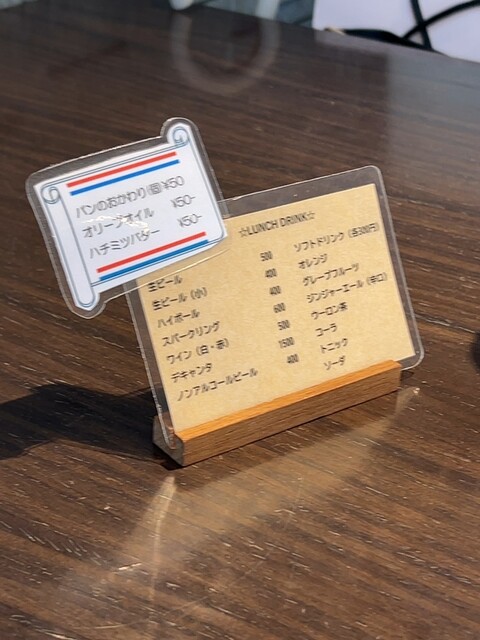 パンのおかわり(個)¥50
オリーブオイル ¥50-
ハチミツバター ¥50-
☆LUNCH DRINK☆
生ビール 500
生ビール(小) 400
ハイボール 400
スパークリング 600
ワイン(白・赤) 500
デキャンタ 1500
ノンアルコールビール 400
ソフトドリンク(各300円)
オレンジ
グレープフルーツ
ジンジャーエール(辛口)
ウーロン茶
コーラ
トニック
ソーダ